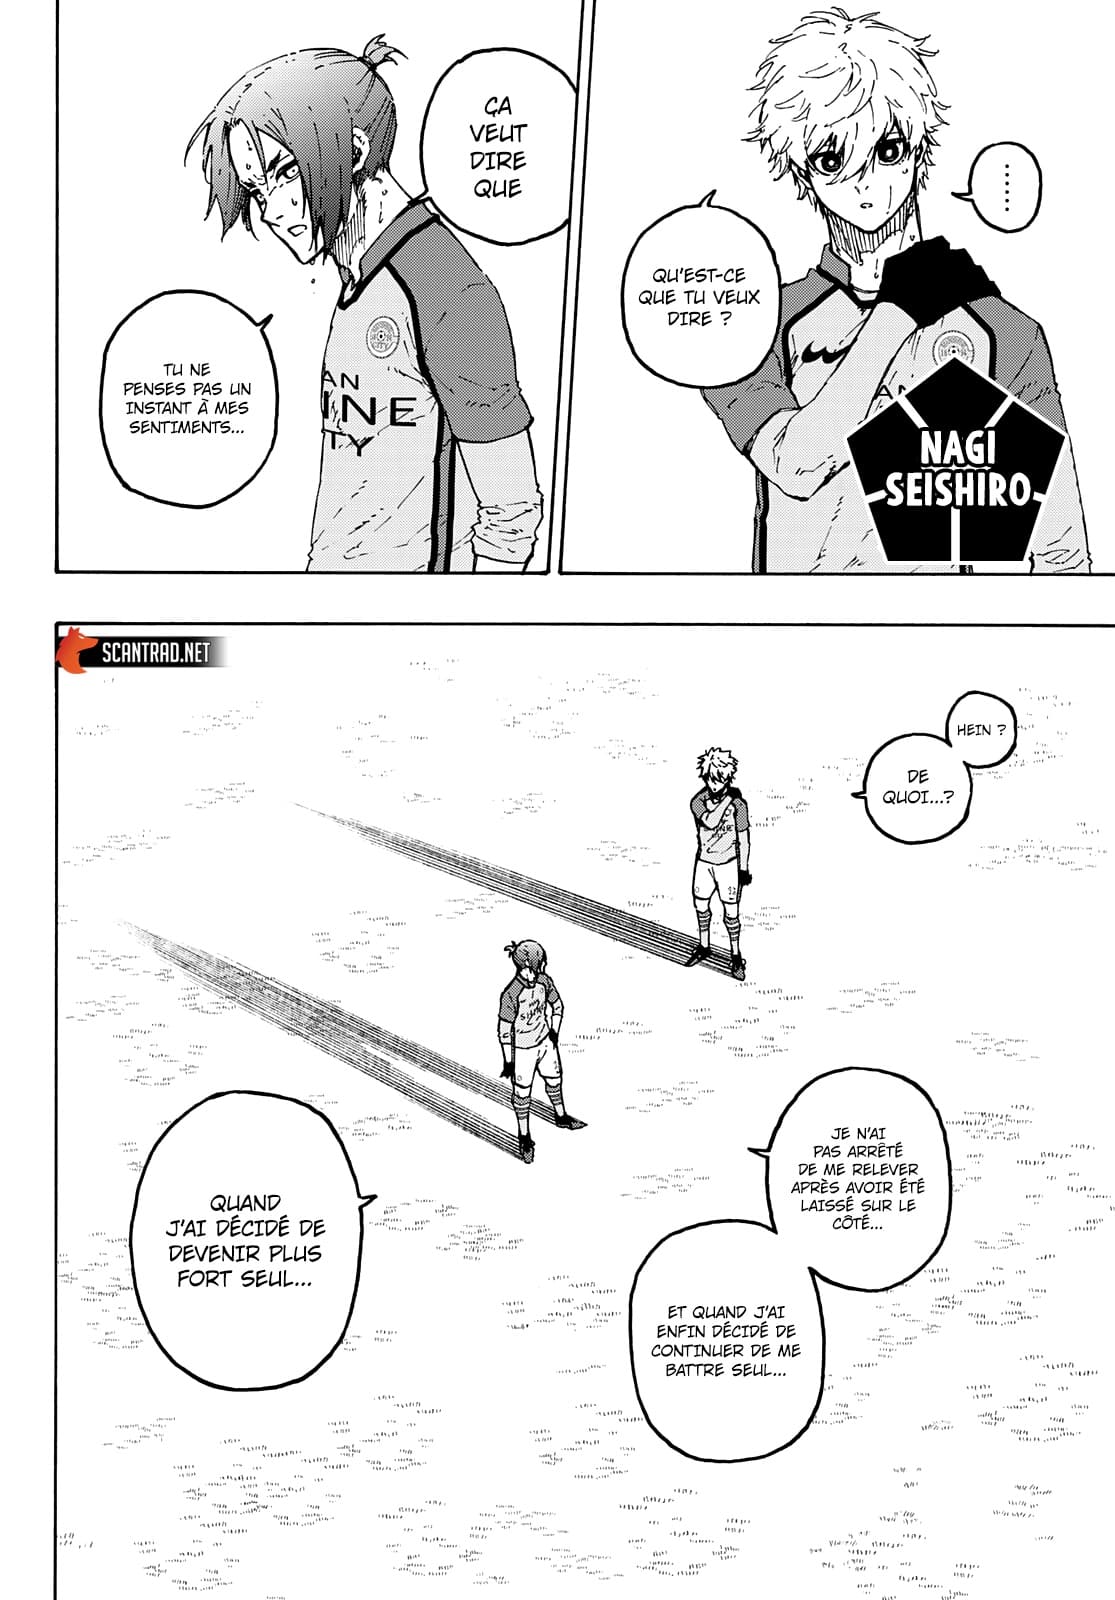 .......
QU'EST-CE
QUE TU VEUX
DIRE ?
NAGI
SEISHIRO
ÇA
VEUT
DIRE
QUE
TU NE
PENSES PAS UN
INSTANT À MES
SENTIMENTS...
AN
INE
TY
SCANTRAD.NET
HEIN ?
DE
QUOI...?
JE N'AI
PAS ARRÊTÉ
DE ME RELEVER
APRÈS AVOIR ÉTÉ
LAISSÉ SUR LE
CÔTÉ...
ET QUAND J'AI
ENFIN DÉCIDÉ DE
CONTINUER DE ME
BATTRE SEUL...
QUAND
J'AI DÉCIDÉ DE
DEVENIR PLUS
FORT SEUL...